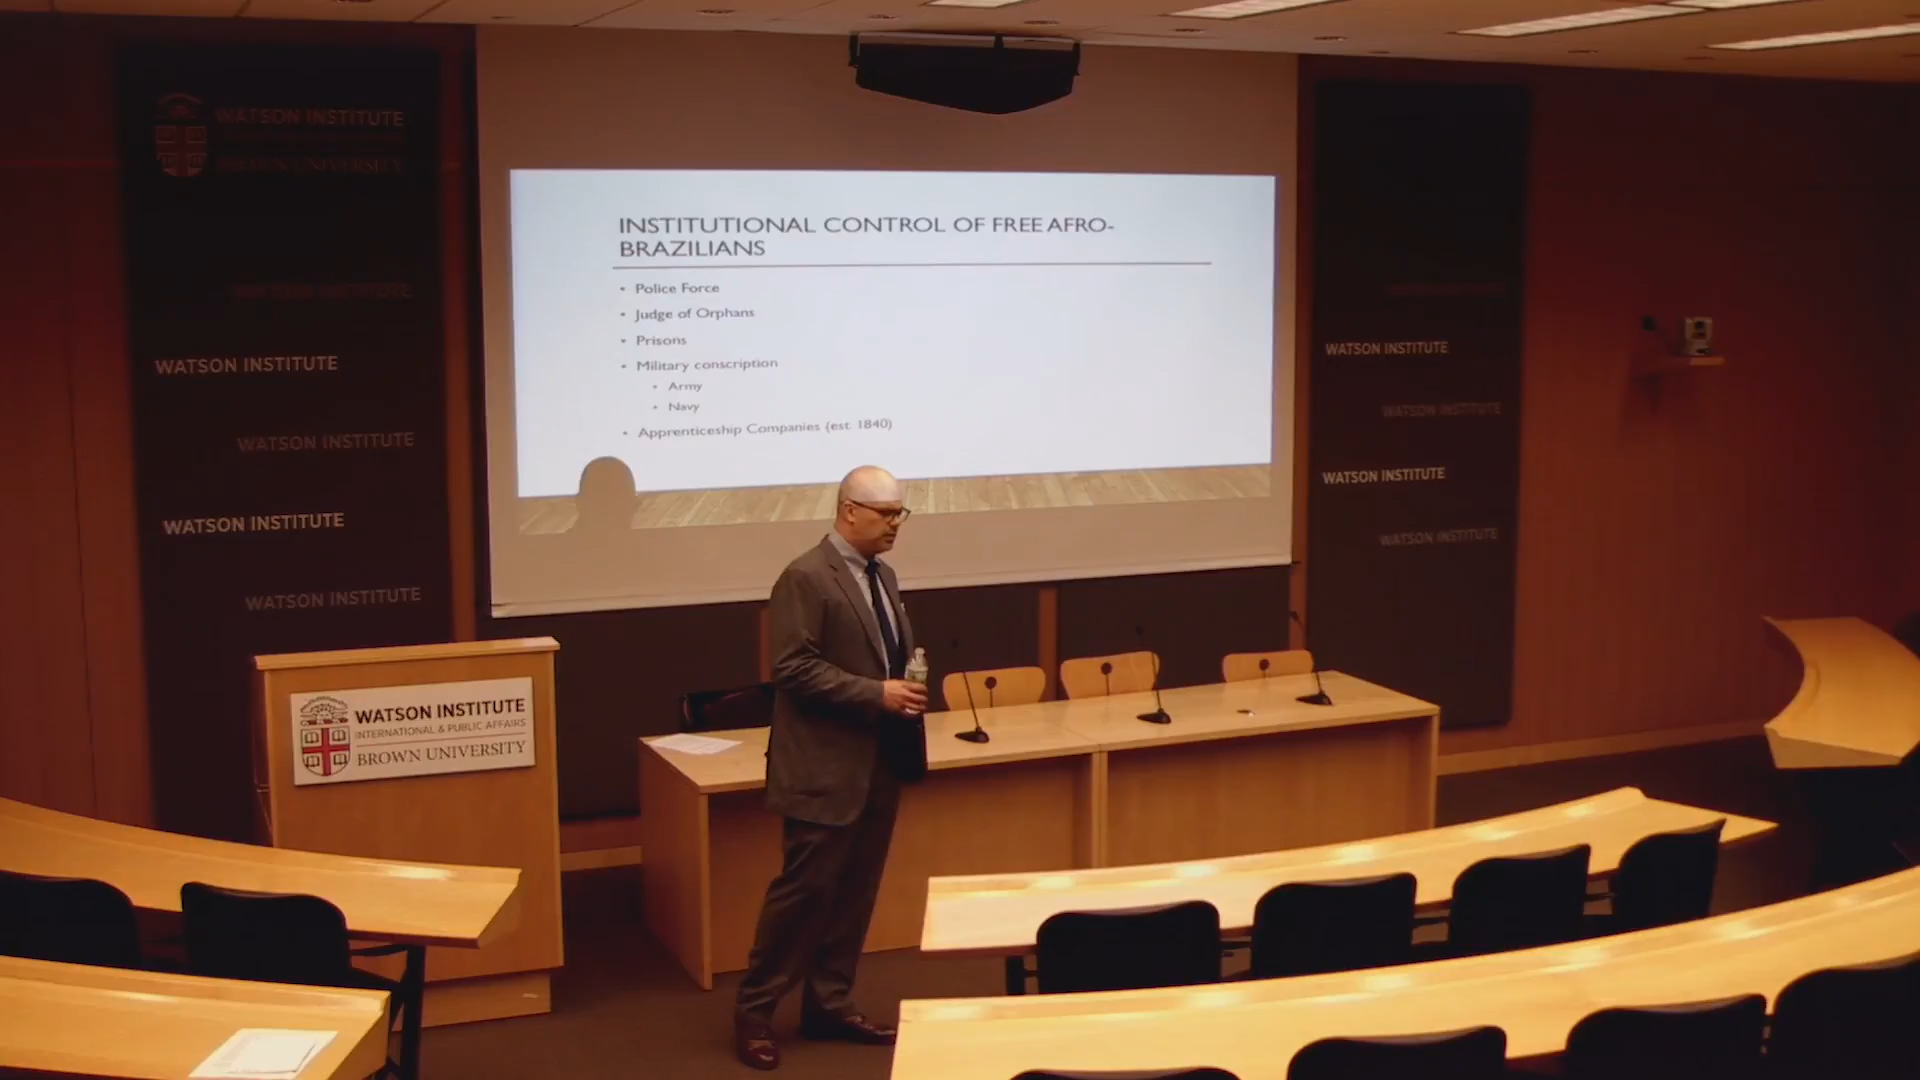 WATSON INSTITUTE
BROWN UNIVERSITY
WATSON INSTITUTE
WATSON INSTITUTE
WATSON INSTITUTE
WATSON INSTITUTE
WATSON INSTITUTE
INSTITUTIONAL CONTROL OF FREE AFRO-
BRAZILIANS
• Police Force
• Judge of Orphans
• Prisons
• Military conscription
• Army
• Navy
• Apprenticeship Companies (est. 1840)
WATSON INSTITUTE
WATSON INSTITUTE
WATSON INSTITUTE
WATSON INSTITUTE
WATSON INSTITUTE
INTERNATIONAL & PUBLIC AFFAIRS
BROWN UNIVERSITY